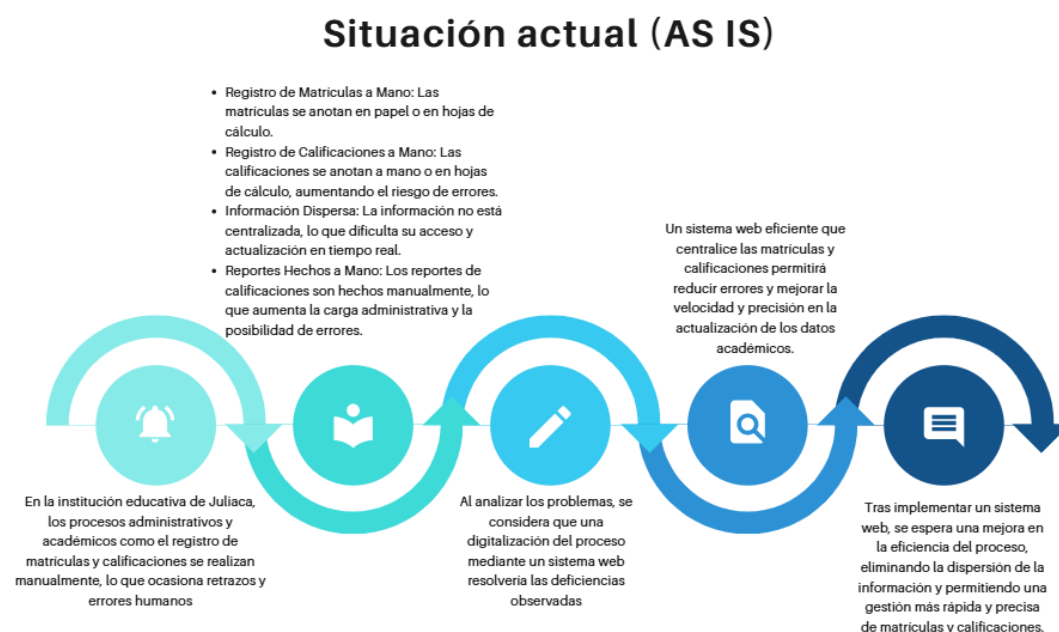 Situación actual (AS IS)
• Registro de Matrículas a Mano: Las
matrículas se anotan en papel o en hojas de
cálculo.
• Registro de Calificaciones a Mano: Las
calificaciones se anotan a mano o en hojas
de cálculo, aumentando el riesgo de errores.
• Información Dispersa: La información no está
centralizada, lo que dificulta su acceso y
actualización en tiempo real.
• Reportes Hechos a Mano: Los reportes de
calificaciones son hechos manualmente, lo
que aumenta la carga administrativa y la
posibilidad de errores.
Un sistema web eficiente que
centralice las matrículas y
calificaciones permitirá
reducir errores y mejorar la
velocidad y precisión en la
actualización de los datos
académicos.
En la institución educativa de Juliaca,
los procesos administrativos y
académicos como el registro de
matrículas y calificaciones se realizan
manualmente, lo que ocasiona retrazos y
errores humanos
Al analizar los problemas, se
considera que una
digitalización del proceso
mediante un sistema web
resolvería las deficiencias
observadas
Tras implementar un sistema
web, se espera una mejora en
la eficiencia del proceso,
eliminando la dispersión de la
información y permitiendo una
gestión más rápida y precisa
de matrículas y calificaciones.